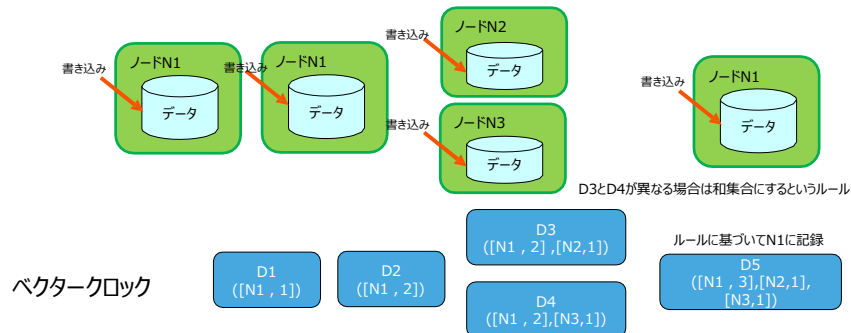 書き込み
ノードN1
データ
書き込み
ノードN1
データ
書き込み
ノードN2
データ
書き込み
ノードN3
データ
書き込み
ノードN1
データ
D3とD4が異なる場合は和集合にするというルール
ベクタークロック
D1
([N1 , 1])
D2
([N1 , 2])
D3
([N1 , 2] ,[N2,1])
D4
([N1 , 2],[N3,1])
ルールに基づいてN1に記録
D5
([N1 , 3],[N2,1],
[N3,1])